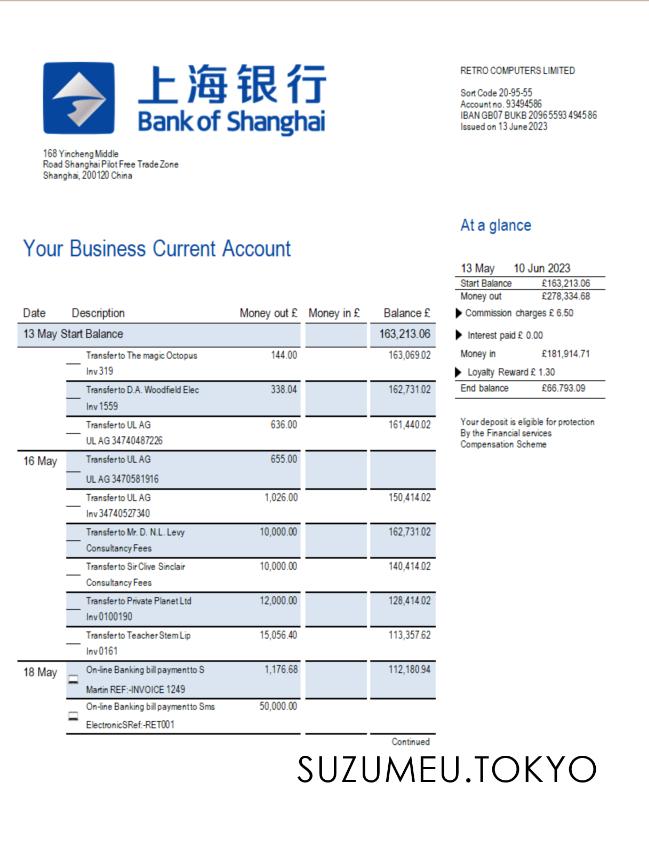 上海银行
Bank of Shanghai
168 Yincheng Middle
Road Shanghai Pilot Free Trade Zone
Shanghai, 200120 China
RETRO COMPUTERS LIMITED
Sort Code 20-95-55
Account no. 93494586
IBAN GB07 BUKB 20965593 494586
Issued on 13 June 2023
At a glance
13 May 10 Jun 2023
Start Balance £163,213.06
Money out £278,334.68
Commission charges £ 6.50
Interest paid £ 0.00
Money in £181,914.71
Loyalty Reward £ 1.30
End balance £66.793.09
Your deposit is eligible for protection
By the Financial services
Compensation Scheme
Your Business Current Account
Date Description Money out £ Money in £ Balance £
13 May Start Balance 163,213.06
Transfer to The magic Octopus 144.00 163,069.02
Inv 319
Transfer to D.A. Woodfield Elec 338.04 162,731.02
Inv 1559
Transfer to UL AG 636.00 161,440.02
UL AG 34740487226
16 May Transfer to UL AG 655.00
UL AG 3470581916
Transfer to UL AG 1,026.00 150,414.02
Inv 34740527340
Transfer to Mr. D. N.L. Levy 10,000.00 162,731.02
Consultancy Fees
Transfer to Sir Clive Sinclair 10,000.00 140,414.02
Consultancy Fees
Transfer to Private Planet Ltd 12,000.00 128,414.02
Inv 0100190
Transfer to Teacher Stem Lip 15,056.40 113,357.62
Inv 0161
18 May On-line Banking bill payment to S 1,176.68 112,180.94
Martin REF:-INVOICE 1249
On-line Banking bill payment to Sms 50,000.00
ElectronicSRef:-RET001
Continued
SUZUMEU.TOKYO